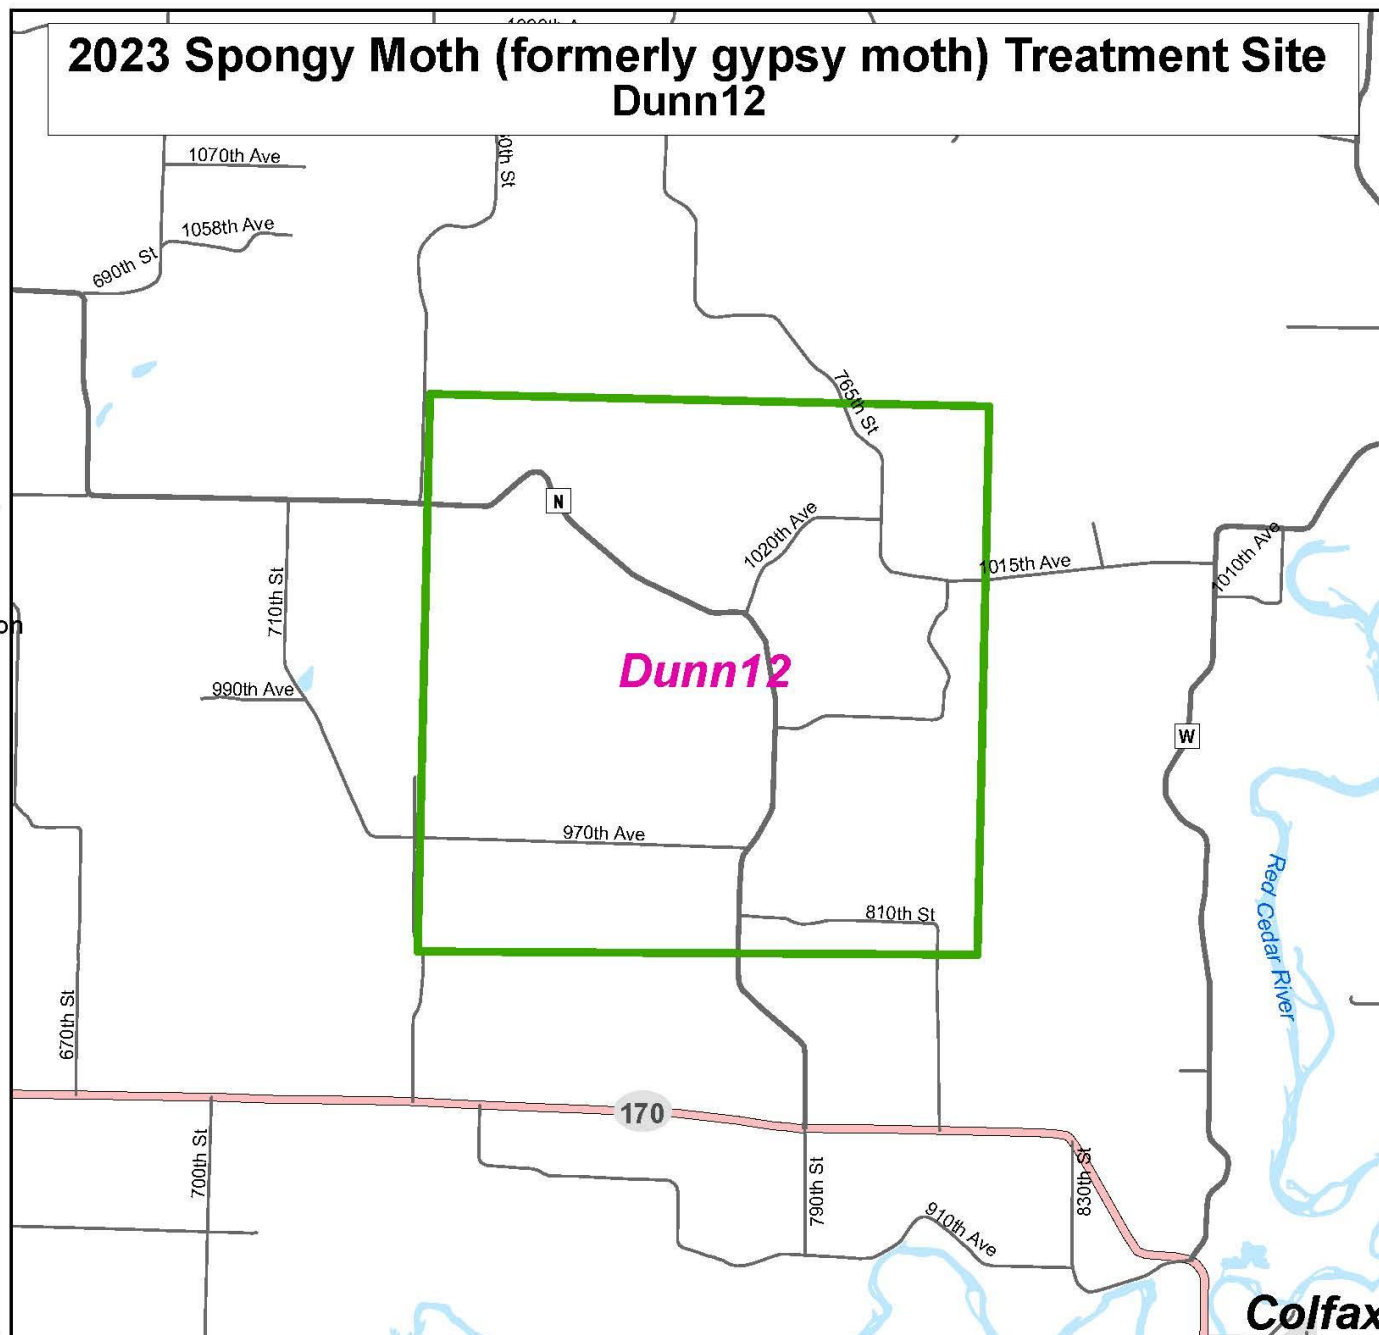 2023 Spongy Moth (formerly gypsy moth) Treatment Site
Dunn12
1070th Ave
1058th Ave
690th St
765th St
N
1020th Ave
1015th Ave
1010th Ave
710th St
Dunn12
990th Ave
W
970th Ave
Red Cedar River
810th St
670th St
170
700th St
790th St
830th St
910th Ave
Colfax